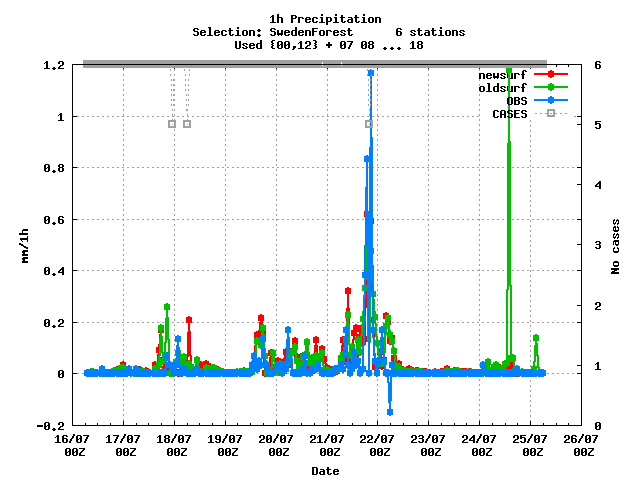 1h Precipitation
Selection: SwedenForest 6 stations
Used {00,12} + 07 08 ... 18
newsurf
oldsurf
OBS
CASES
1.2
1
0.8
0.6
0.4
0.2
0
-0.2
mm/1h
6
5
4
3
2
1
0
No cases
16/07 17/07 18/07 19/07 20/07 21/07 22/07 23/07 24/07 25/07 26/07
00Z 00Z 00Z 00Z 00Z 00Z 00Z 00Z 00Z 00Z 00Z
Date